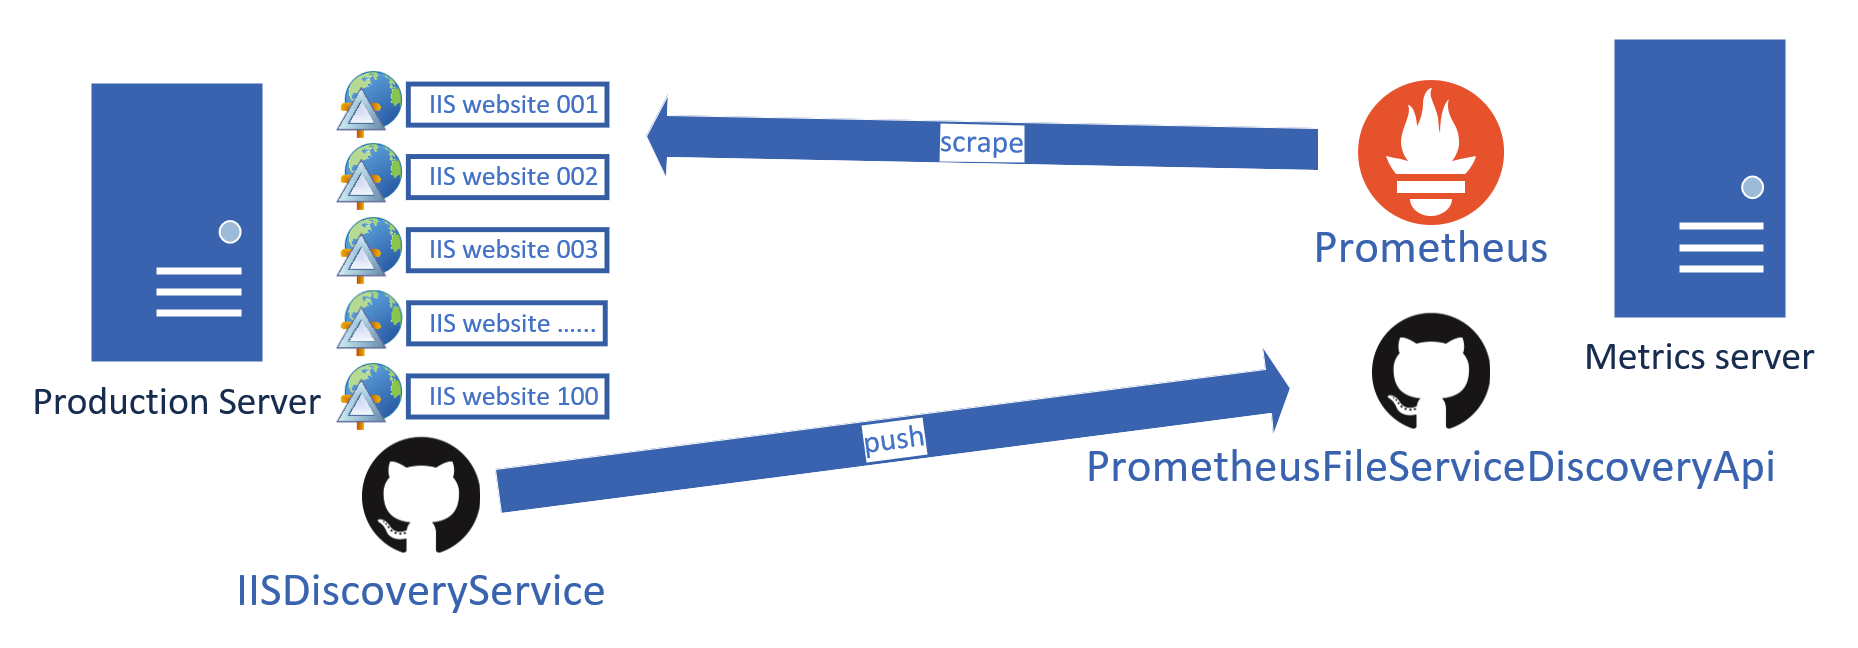 IIS website 001
IIS website 002
IIS website 003
IIS website ......
IIS website 100
Production Server
IISDiscoveryService
scrape
push
Prometheus
PrometheusFileServiceDiscoveryApi
Metrics server